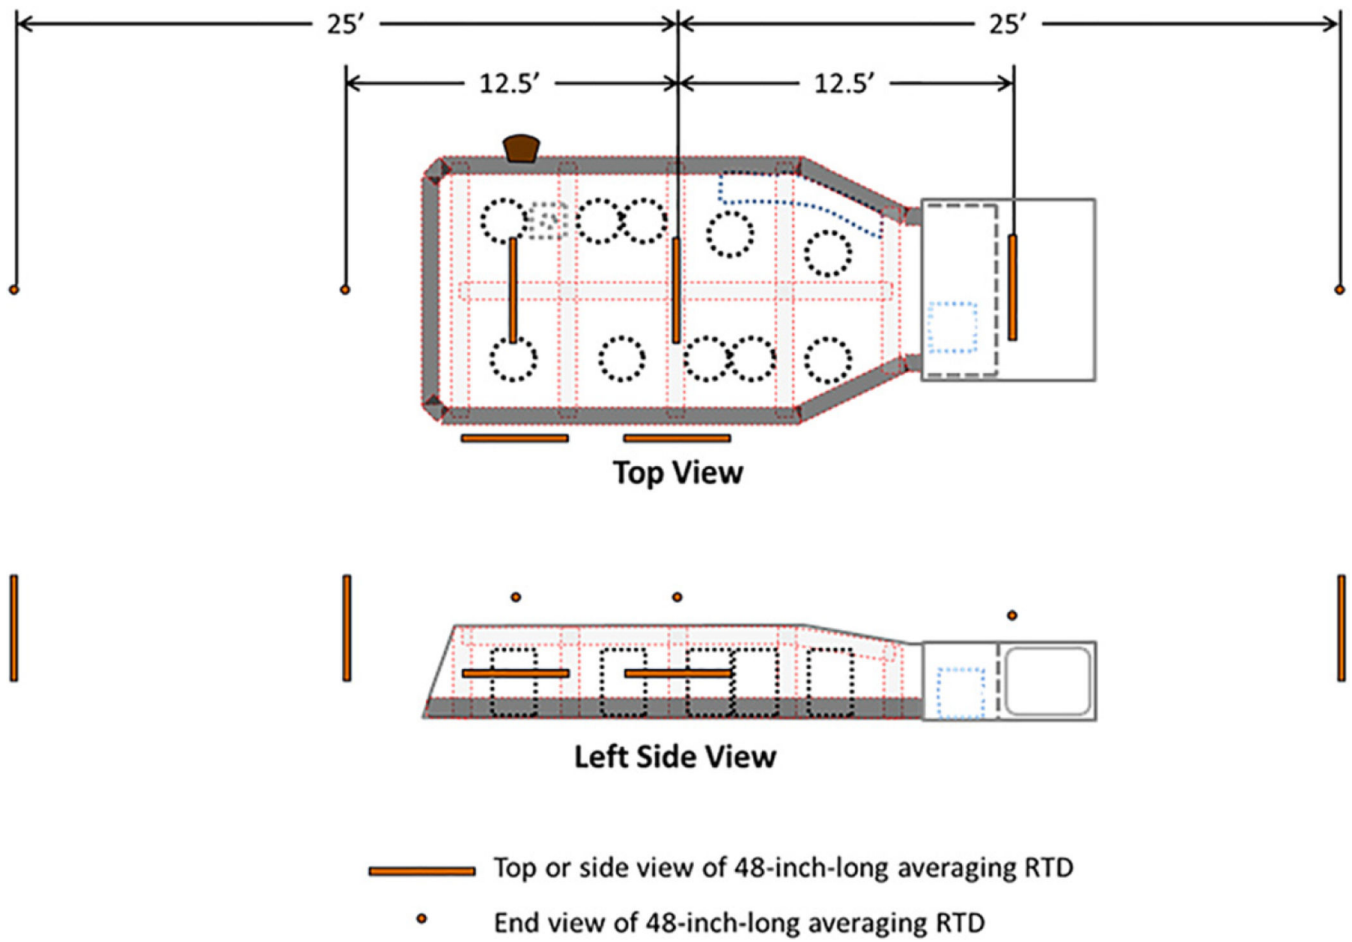 25’ 25’
12.5’ 12.5’
Top View
Left Side View
Top or side view of 48-inch-long averaging RTD
End view of 48-inch-long averaging RTD